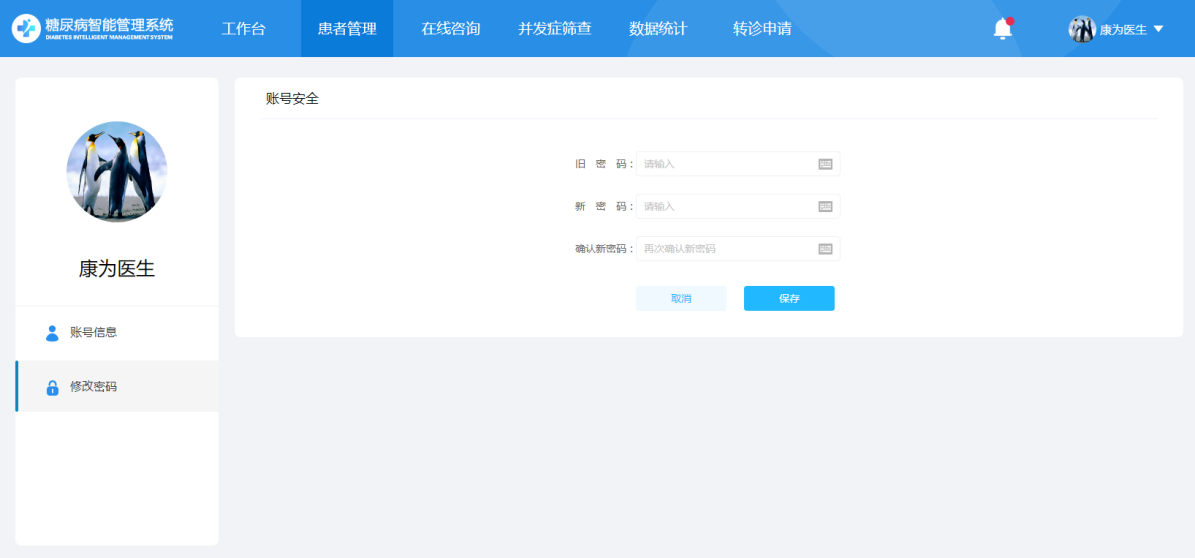 糖尿病智能管理系统
DIABETES INTELLIGENT MANAGEMENT SYSTEM
工作台 患者管理 在线咨询 并发症筛查 数据统计 转诊申请 康为医生
康为医生
账号信息
修改密码
账号安全
旧 密 码： 请输入
新 密 码： 请输入
确认新密码： 再次确认新密码
取消 保存